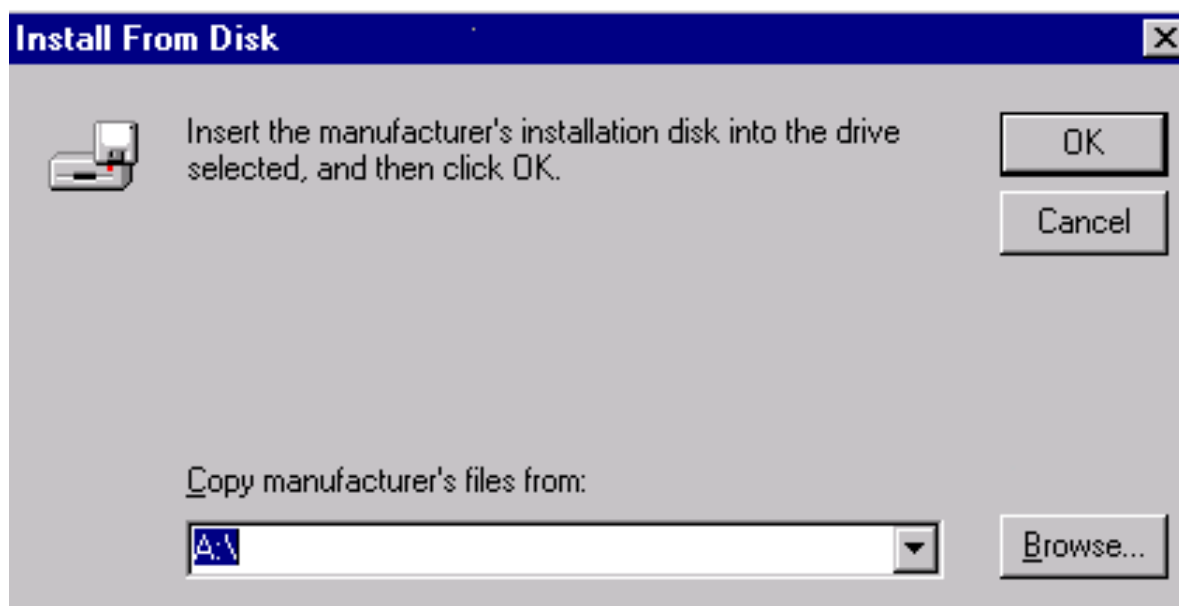 Install From Disk
Insert the manufacturer's installation disk into the drive
selected, and then click OK.
OK
Cancel
Copy manufacturer's files from:
A:\
Browse...